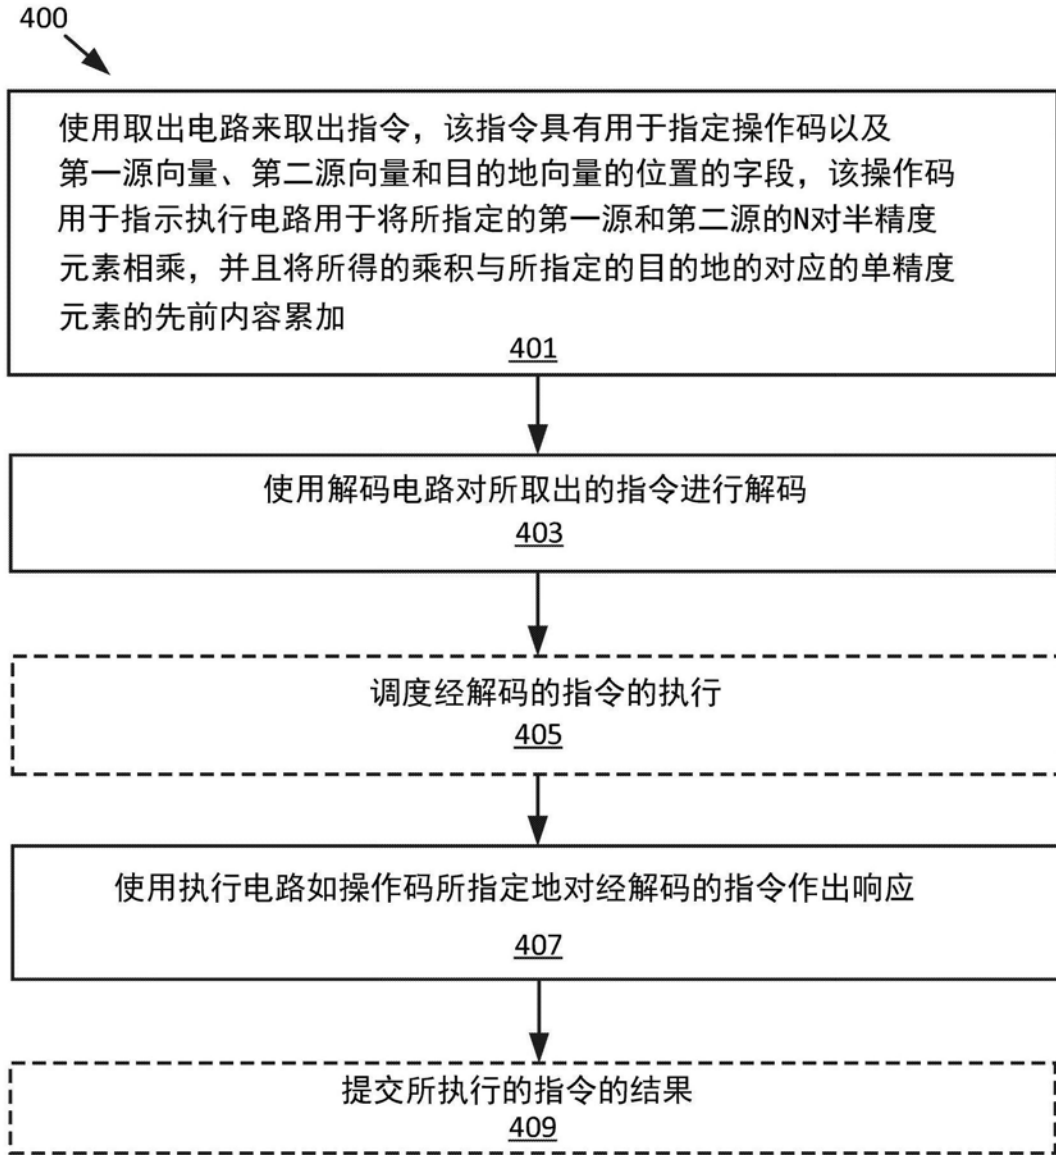 400
使用取出电路来取出指令，该指令具有用于指定操作码以及
第一源向量、第二源向量和目的地向量的位置的字段，该操作码
用于指示执行电路用于将所指定的第一源和第二源的N对半精度
元素相乘，并且将所得的乘积与所指定的目的地的对应的单精度
元素的先前内容累加
401
使用解码电路对所取出的指令进行解码
403
调度经解码的指令的执行
405
使用执行电路如操作码所指定地对经解码的指令作出响应
407
提交所执行的指令的结果
409